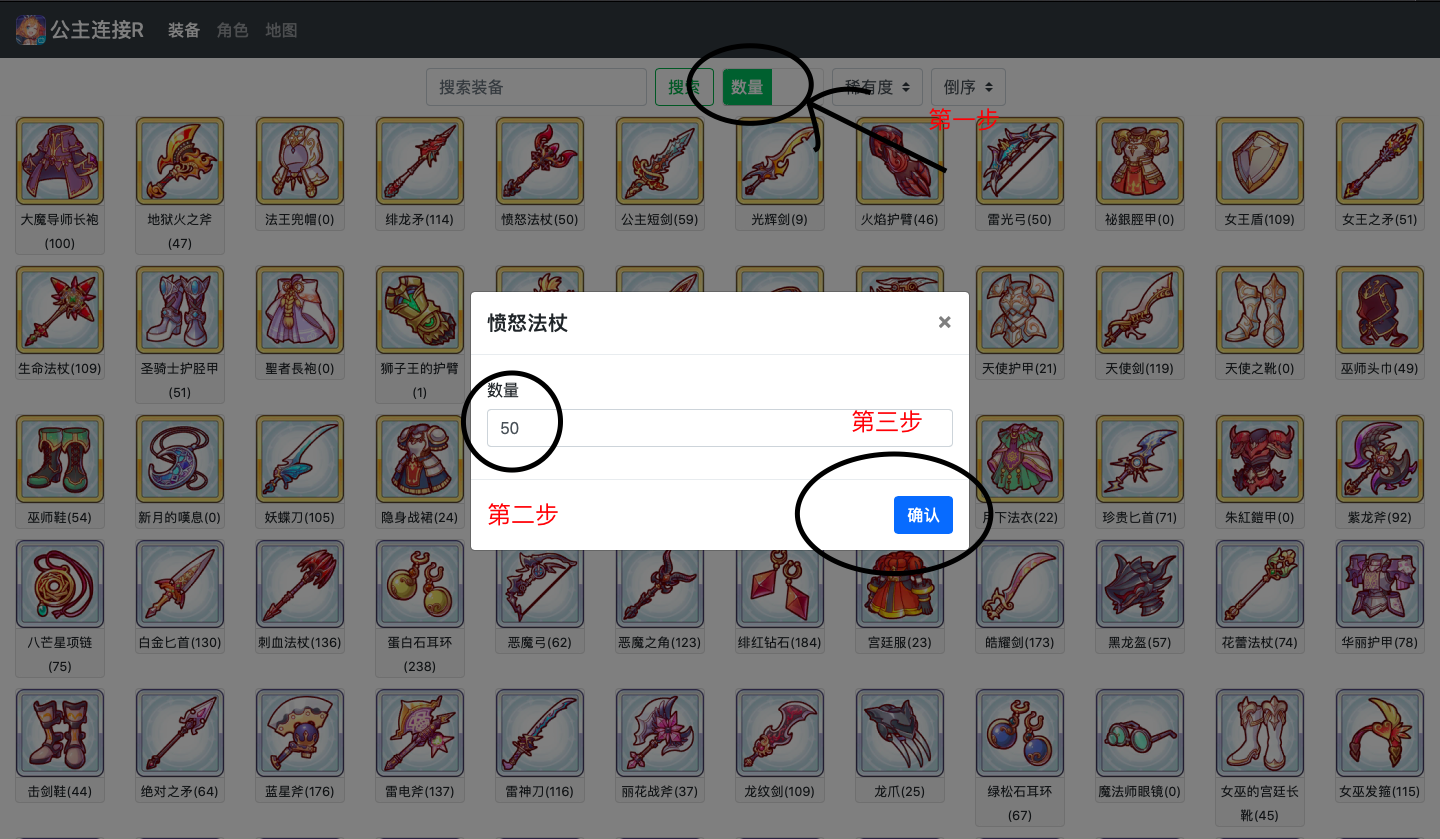 公主连接R 装备 角色 地图
搜索装备 搜索 数量 稀有度 倒序
第一步
大魔导师长袍(100) 地狱火之斧(47) 法王兜帽(0) 绯龙矛(114) 愤怒法杖(50) 公主短剑(59) 光辉剑(9) 火焰护臂(46) 雷光弓(50) 祕銀脛甲(0) 女王盾(109) 女王之矛(51)
生命法杖(109) 圣骑士护胫甲(51) 聖者長袍(0) 狮子王的护臂(1) 天使护甲(21) 天使剑(119) 天使之靴(0) 巫师头巾(49)
愤怒法杖 ×
数量
50
第三步
巫师鞋(54) 新月的嘆息(0) 妖蝶刀(105) 隐身战裙(24) 月下法衣(22) 珍贵匕首(71) 朱紅鎧甲(0) 紫龙斧(92)
第二步 确认
八芒星项链(75) 白金匕首(130) 刺血法杖(136) 蛋白石耳环(238) 恶魔弓(62) 恶魔之角(123) 绯红钻石(184) 宫廷服(23) 皓耀剑(173) 黑龙盔(57) 花蕾法杖(74) 华丽护甲(78)
击剑鞋(44) 绝对之矛(64) 蓝星斧(176) 雷电斧(137) 雷神刀(116) 丽花战斧(37) 龙纹剑(109) 龙爪(25) 绿松石耳环(67) 魔法师眼镜(0) 女巫的宫廷长靴(45) 女巫发箍(115)